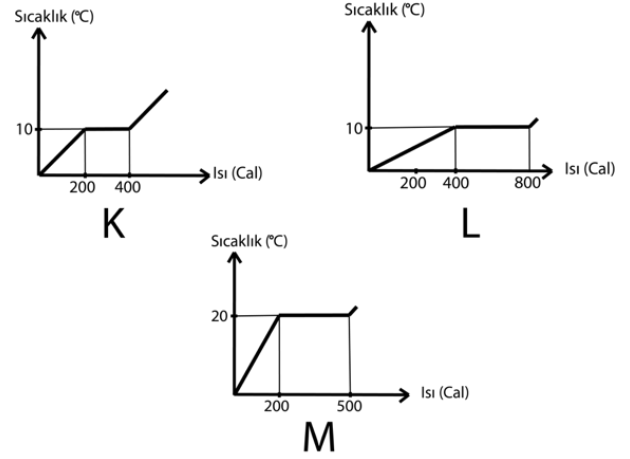 Sıcaklık (°C)
10
200 400
Isı (Cal)
K
Sıcaklık (°C)
10
200 400 800
Isı (Cal)
L
Sıcaklık (°C)
20
200 500
Isı (Cal)
M